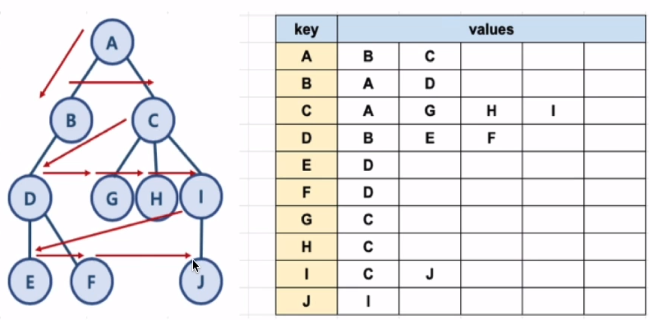 A
B C
D G H I
E F J
key values
A B C
B A D
C A G H I
D B E F
E D
F D
G C
H C
I C J
J I